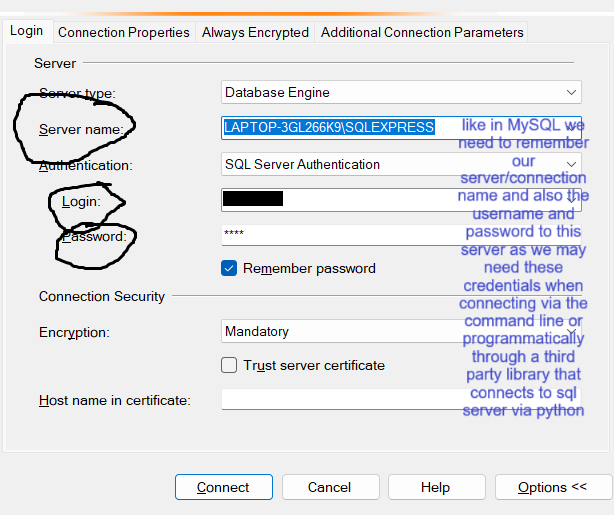 Login Connection Properties Always Encrypted Additional Connection Parameters
Server
Server type: Database Engine
Server name: LAPTOP-3GL266K9\SQLEXPRESS
Authentication: SQL Server Authentication
Login:
Password: ****
Remember password
Connection Security
Encryption: Mandatory
Trust server certificate
Host name in certificate:
like in MySQL we
need to remember
our
server/connection
name and also the
username and
password to this
server as we may
need these
credentials when
connecting via the
command line or
programmatically
through a third
party library that
connects to sql
server via python
Connect Cancel Help Options <<